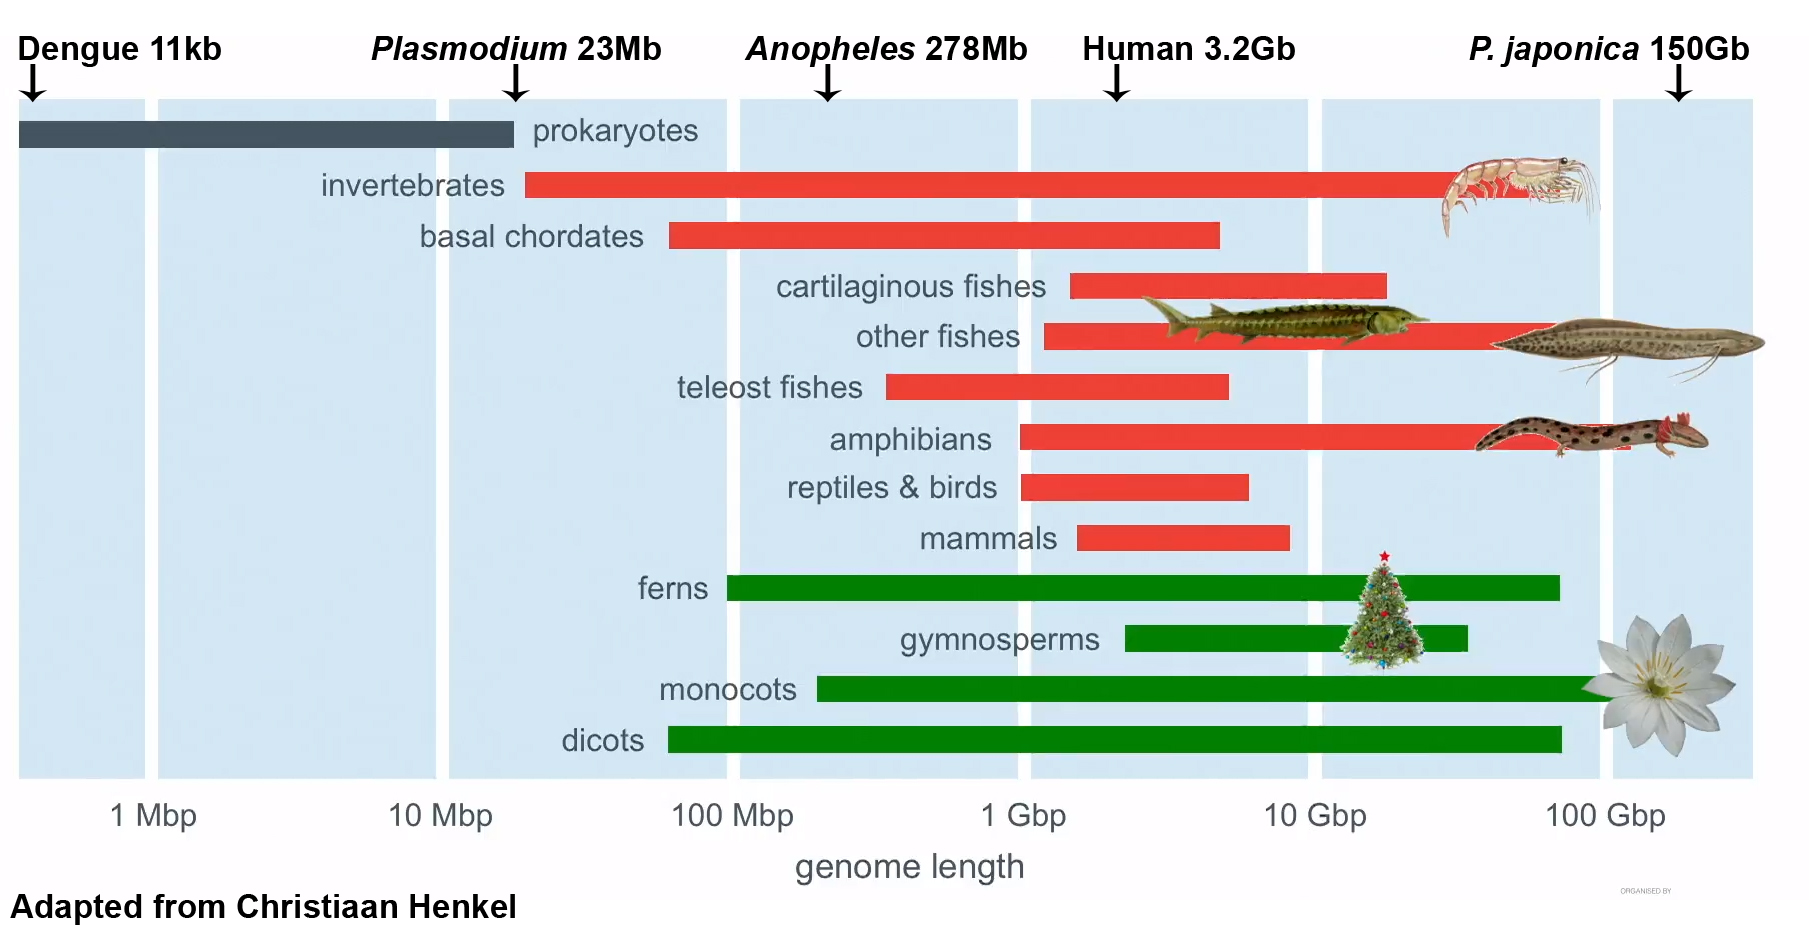 Dengue 11kb
Plasmodium 23Mb
Anopheles 278Mb
Human 3.2Gb
P. japonica 150Gb
prokaryotes
invertebrates
basal chordates
cartilaginous fishes
other fishes
teleost fishes
amphibians
reptiles & birds
mammals
ferns
gymnosperms
monocots
dicots
1 Mbp
10 Mbp
100 Mbp
1 Gbp
10 Gbp
100 Gbp
genome length
ORGANISED BY
Adapted from Christiaan Henkel